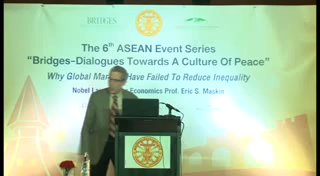 BRIDGES
The 6th ASEAN Event Series
"Bridges-Dialogues Towards A Culture Of Peace"
Why Global Mar Have Failed To Reduce Inequality
Nobel La Economics Prof. Eric S. Maskin